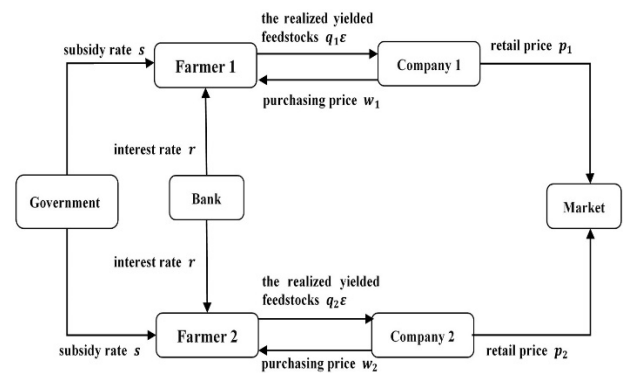 the realized yielded
feedstocks q₁ε
retail price p₁
subsidy rate s
Farmer 1
Company 1
purchasing price w₁
interest rate r
Government
Bank
Market
interest rate r
the realized yielded
feedstocks q₂ε
Farmer 2
Company 2
subsidy rate s
purchasing price w₂
retail price p₂